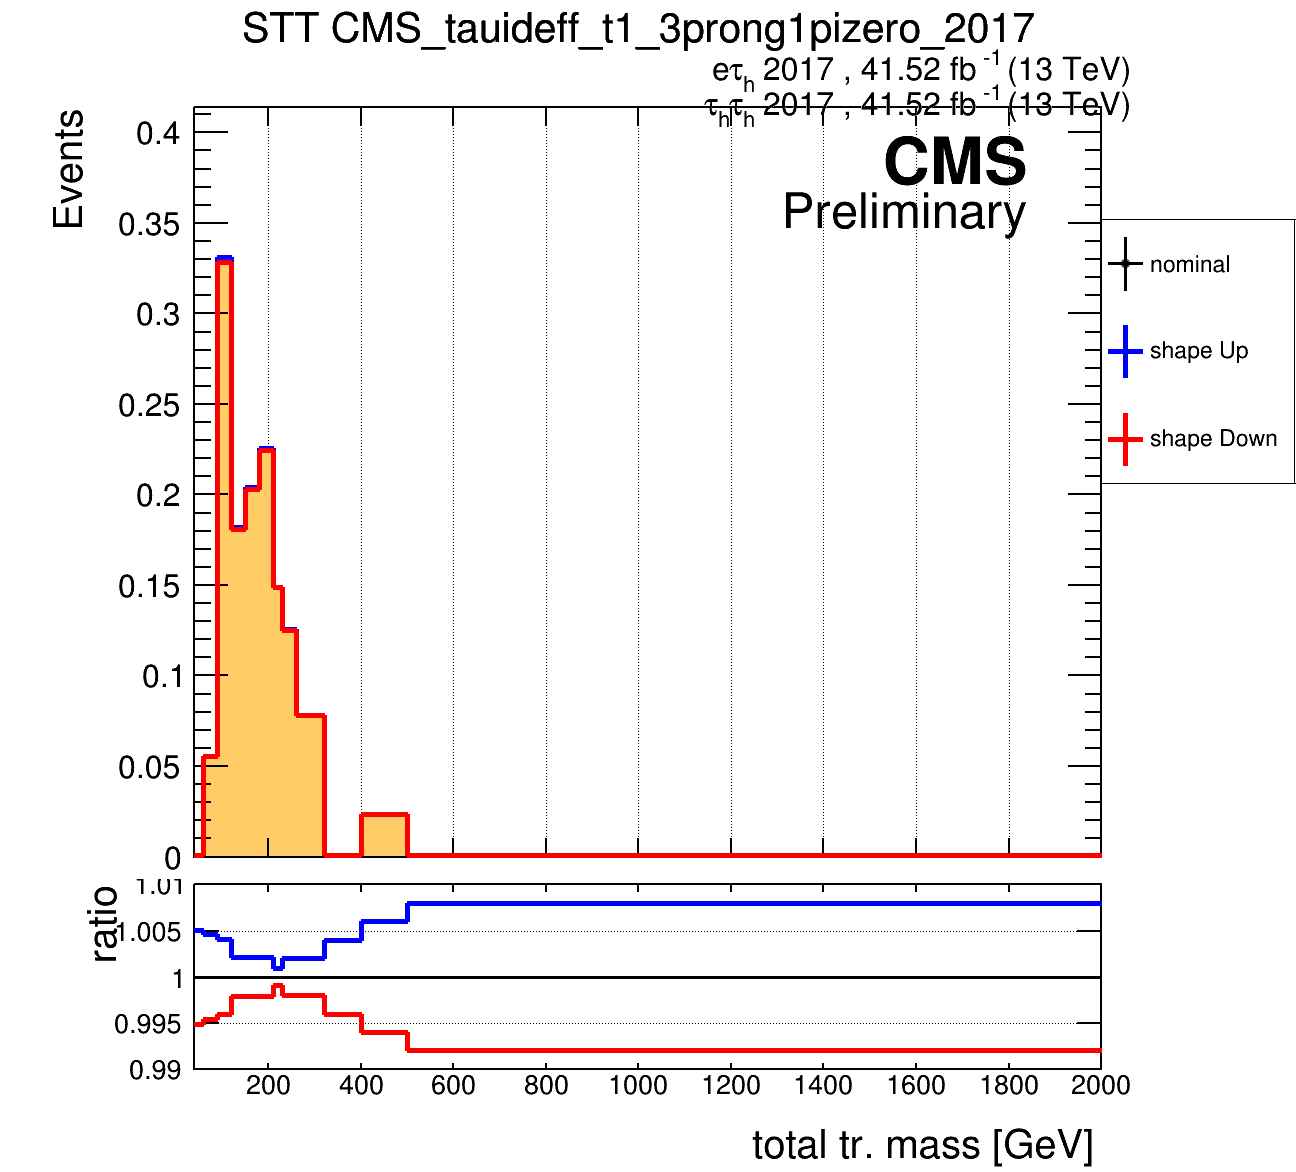 STT CMS_tauideff_t1_3prong1pizero_2017
eτh 2017 , 41.52 fb -1 (13 TeV)
τhτh 2017 , 41.52 fb -1 (13 TeV)
CMS
Preliminary
Events
0.4
0.35
0.3
0.25
0.2
0.15
0.1
0.05
0
nominal
shape Up
shape Down
ratio
1.01
1.005
1
0.995
0.99
200 400 600 800 1000 1200 1400 1600 1800 2000
total tr. mass [GeV]